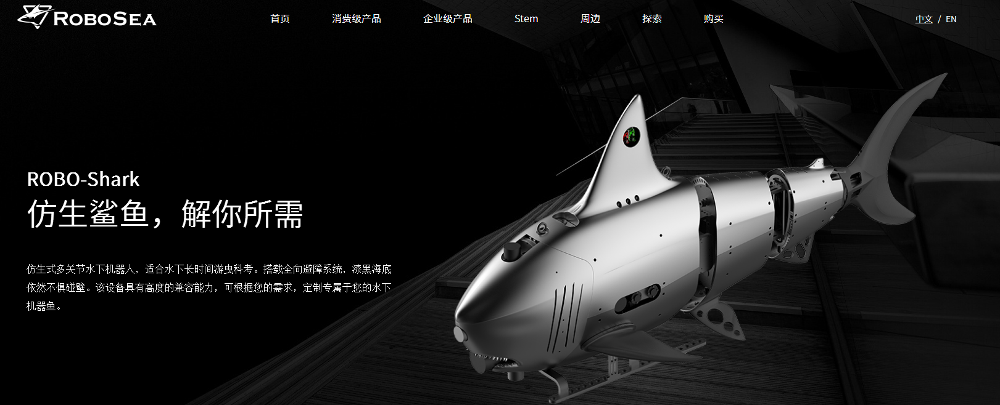 ROBOSEA
首页 消费级产品 企业级产品 Stem 周边 探索 购买 中文 / EN
ROBO-Shark
仿生鲨鱼，解你所需
仿生式多关节水下机器人，适合水下长时间游曳科考。搭载全向避障系统，漆黑海底
依然不惧碰壁。该设备具有高度的兼容能力，可根据您的需求，定制专属于您的水下
机器鱼。